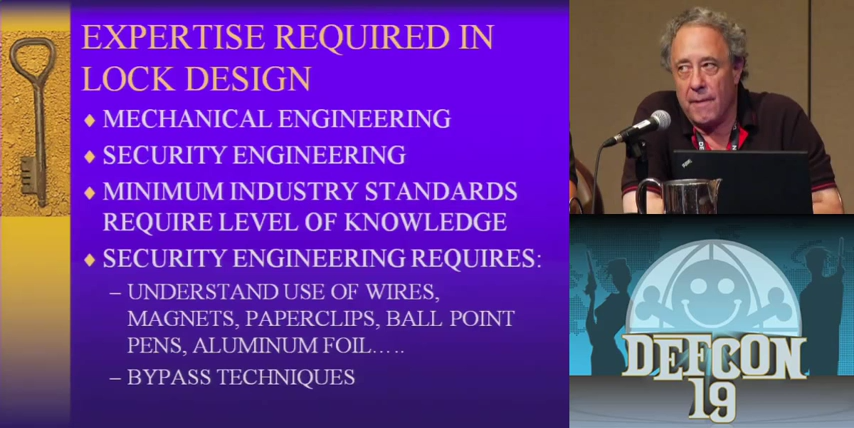 EXPERTISE REQUIRED IN
LOCK DESIGN
MECHANICAL ENGINEERING
SECURITY ENGINEERING
MINIMUM INDUSTRY STANDARDS
REQUIRE LEVEL OF KNOWLEDGE
SECURITY ENGINEERING REQUIRES:
– UNDERSTAND USE OF WIRES,
MAGNETS, PAPERCLIPS, BALL POINT
PENS, ALUMINUM FOIL.....
– BYPASS TECHNIQUES
DEFCON
19